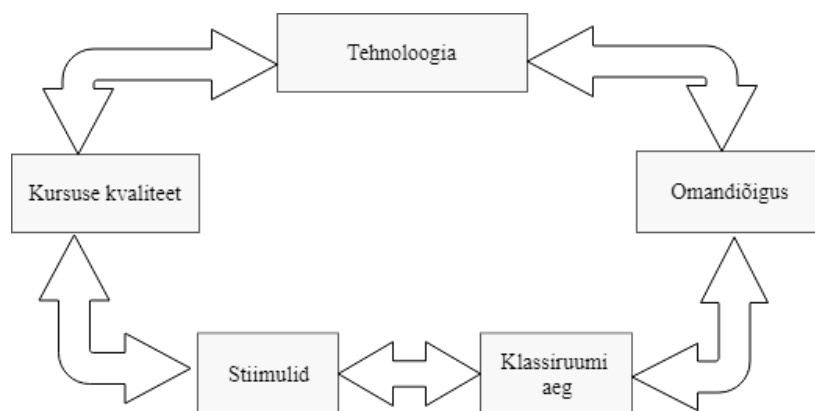 Tehnoloogia
Kursuse kvaliteet
Omandiõigus
Stiimulid
Klassiruumi
aeg